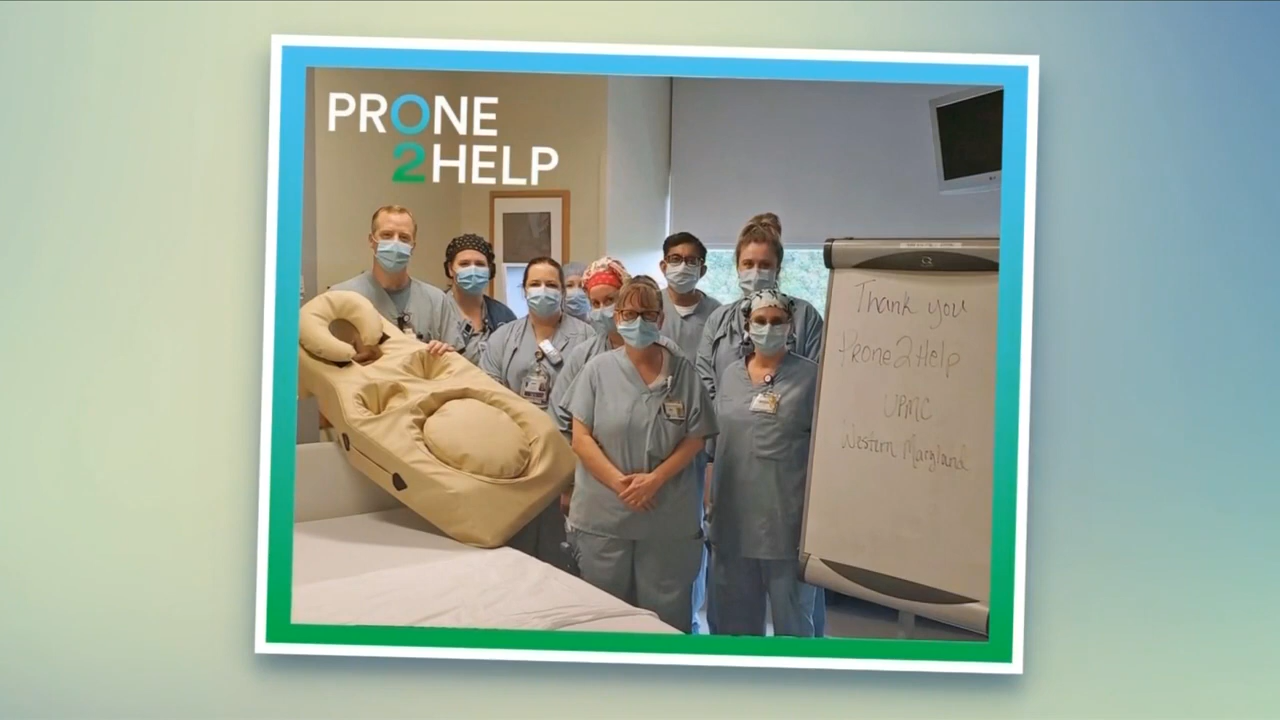 PRONE
2HELP
Thank you
Prone2Help
UPMC
Western Maryland